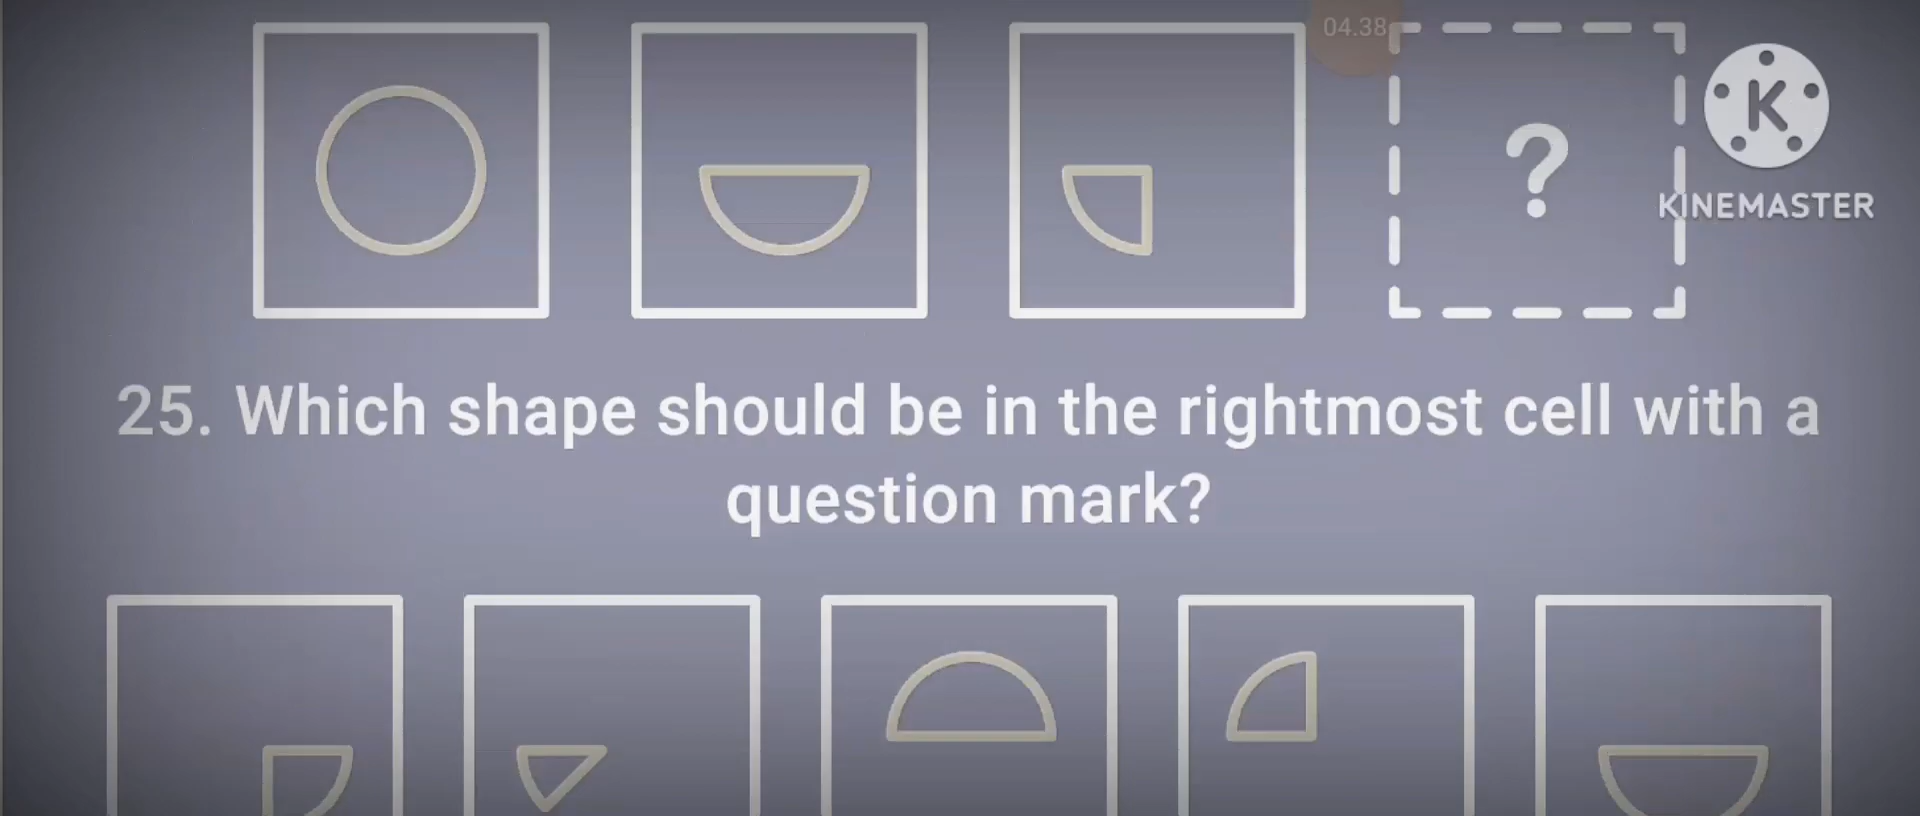 04.38
?
K
KINEMASTER
25. Which shape should be in the rightmost cell with a
question mark?